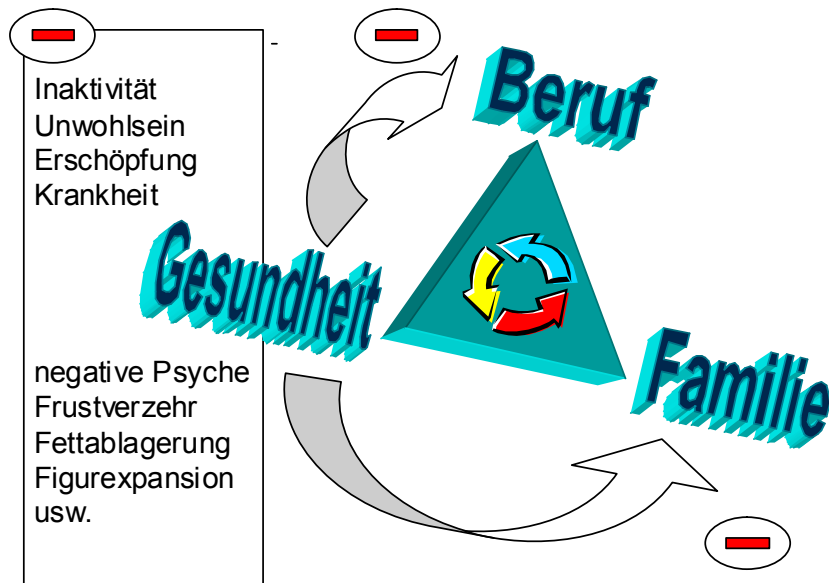 -
Inaktivität
Unwohlsein
Erschöpfung
Krankheit
Beruf
Gesundheit
Familie
negative Psyche
Frustverzehr
Fettablagerung
Figurexpansion
usw.